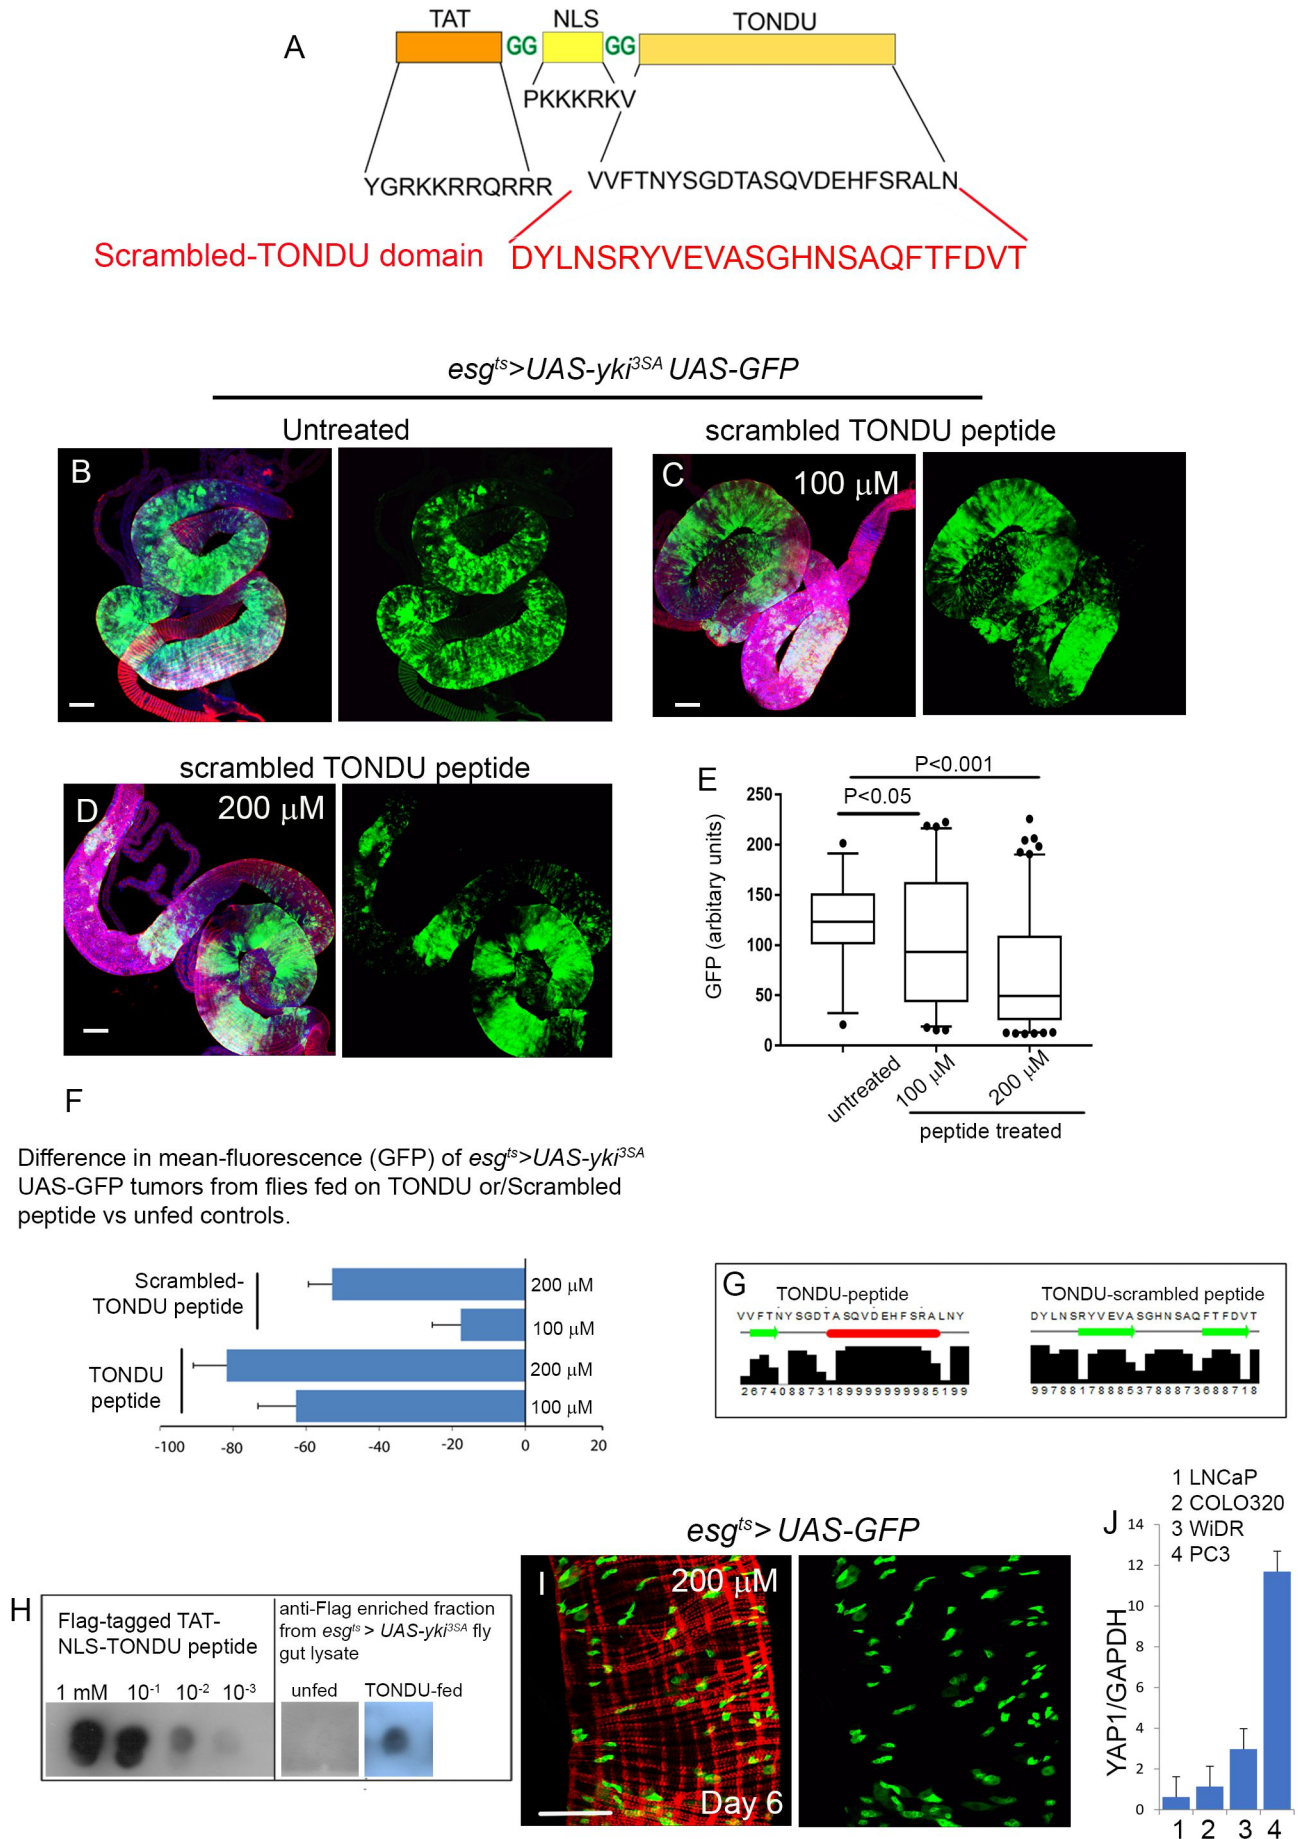 A
TAT
GG
NLS
GG
TONDU
PKKKRKV
YGRKKRRQRRR
VVFTNYSGDTASQVDEHFSRALN
Scrambled-TONDU domain
DYLNSRYVEVASGHNSAQFTFDVT
esgts>UAS-yki3SA UAS-GFP
Untreated
scrambled TONDU peptide
B
C
100 µM
scrambled TONDU peptide
D
200 µM
E
P<0.001
P<0.05
GFP (arbitary units)
250
200
150
100
50
0
untreated
100 µM
200 µM
peptide treated
F
Difference in mean-fluorescence (GFP) of esgts>UAS-yki3SA
UAS-GFP tumors from flies fed on TONDU or/Scrambled
peptide vs unfed controls.
Scrambled-
TONDU peptide
TONDU
peptide
200 µM
100 µM
200 µM
100 µM
-100
-80
-60
-40
-20
0
20
G
TONDU-peptide
VVFTNYSGDTASQVDEHFSRALNY
TONDU-scrambled peptide
DYLNSRYVEVASGHNSAQFTFDVT
H
Flag-tagged TAT-
NLS-TONDU peptide
1 mM
10-1
10-2
10-3
anti-Flag enriched fraction
from esgts > UAS-yki3SA fly
gut lysate
unfed
TONDU-fed
esgts> UAS-GFP
I
200 µM
Day 6
J
1 LNCaP
2 COLO320
3 WiDR
4 PC3
YAP1/GAPDH
14
12
10
8
6
4
2
0
1
2
3
4